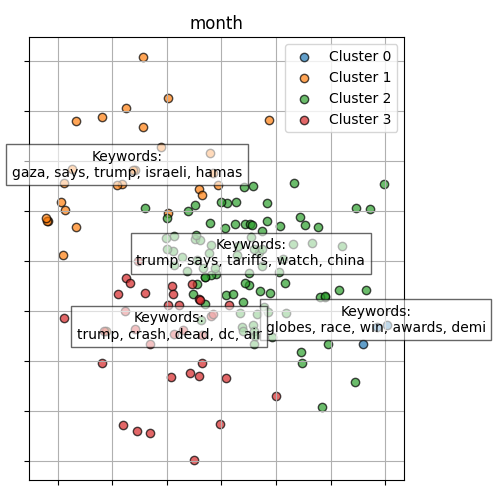 month
Cluster 0
Cluster 1
Cluster 2
Cluster 3
Keywords:
gaza, says, trump, israeli, hamas
Keywords:
trump, says, tariffs, watch, china
Keywords:
globes, race, win, awards, demi
Keywords:
trump, crash, dead, dc, air